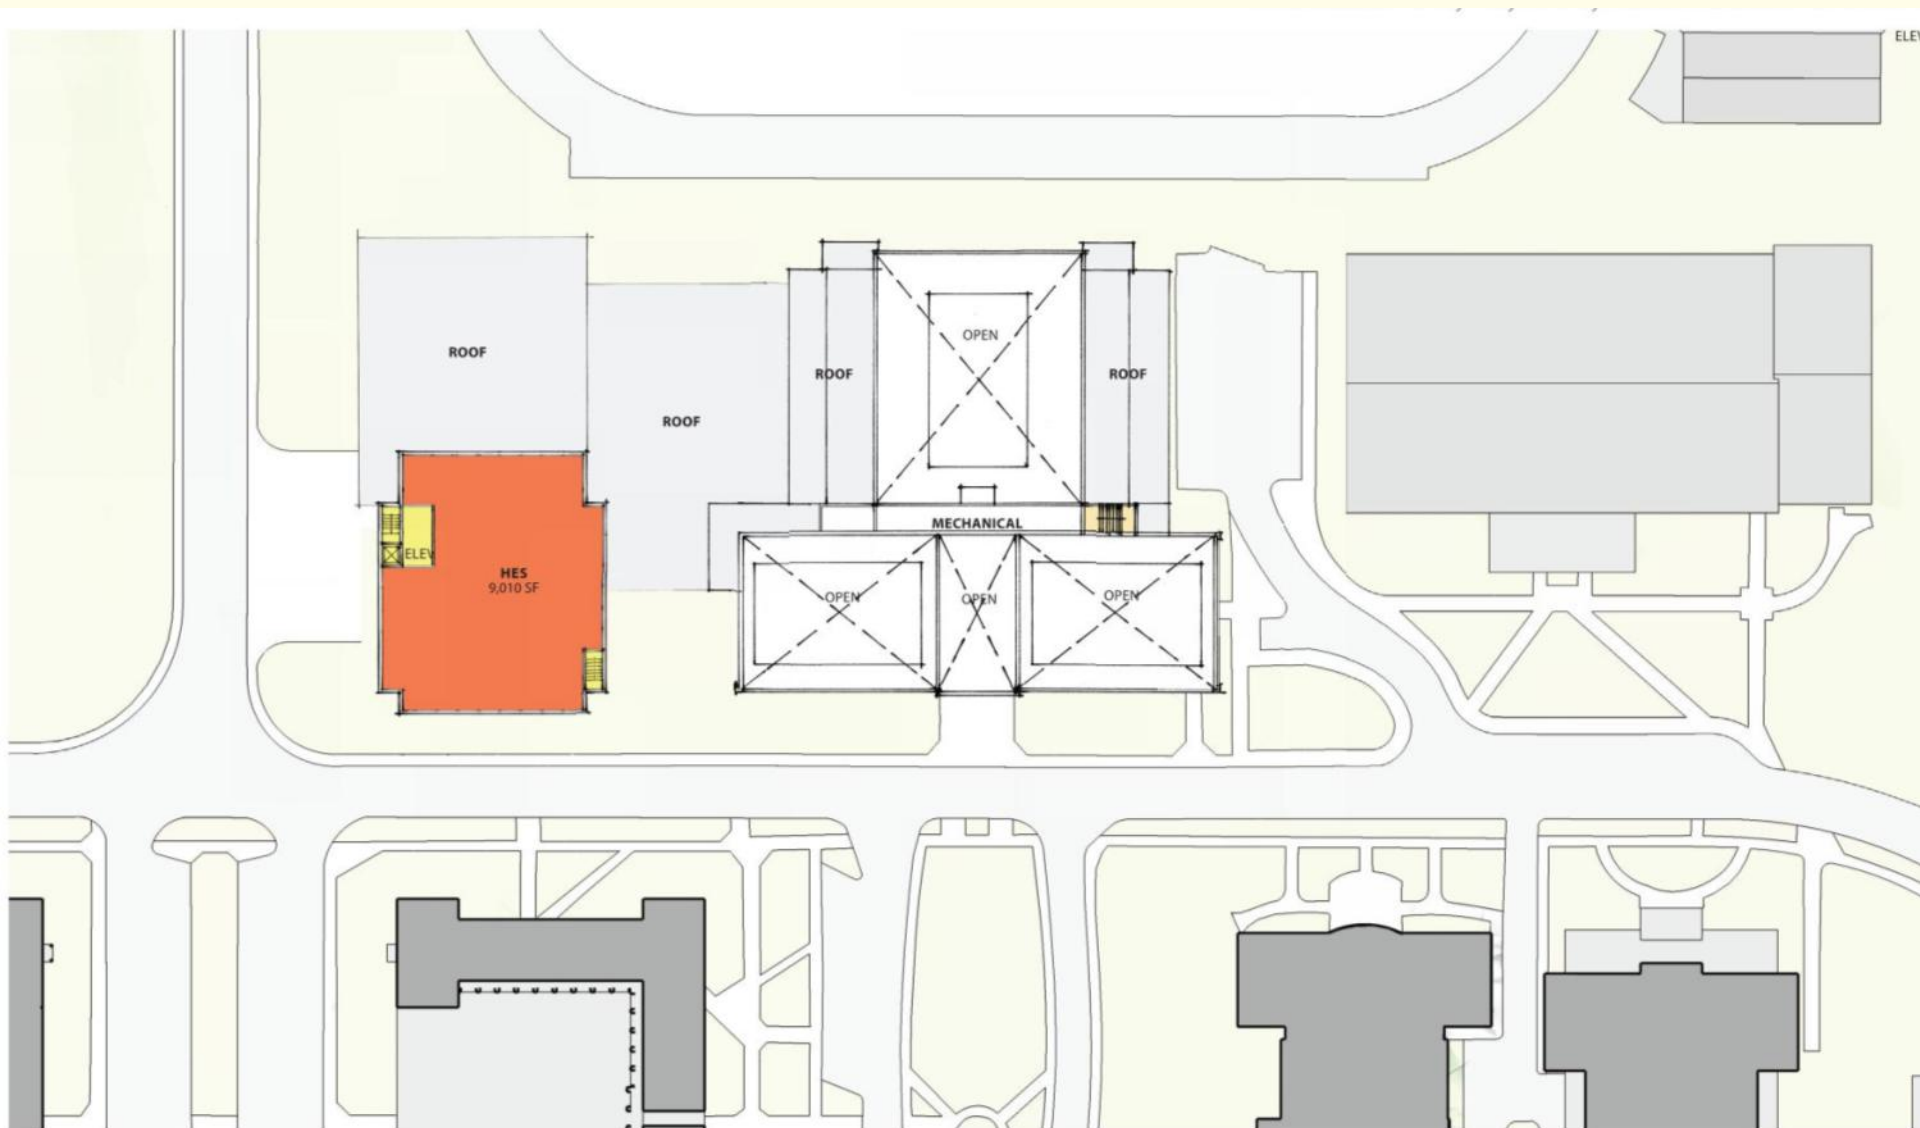 ELEV
OPEN
ROOF
ROOF
ROOF
ROOF
MECHANICAL
ELEV
HES
9,010 SF
OPEN
OPEN
OPEN